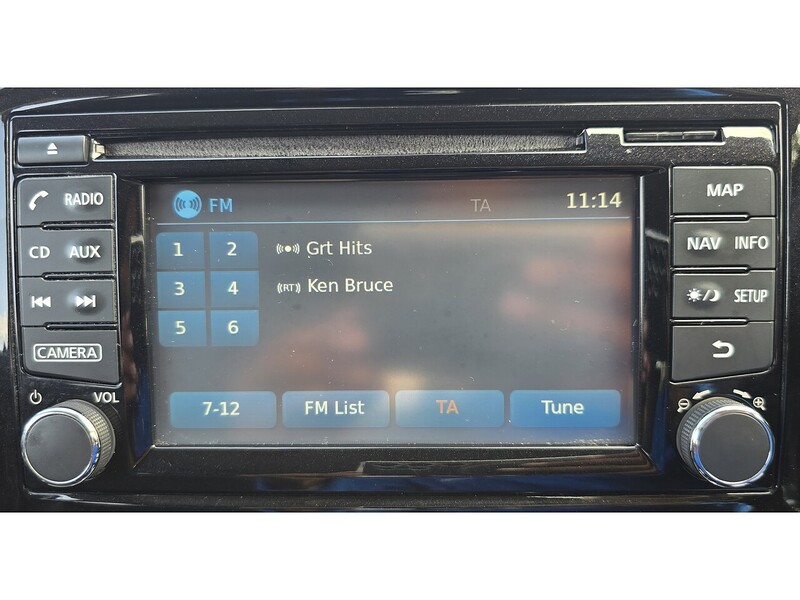 RADIO
CD AUX
CAMERA
VOL
FM TA 11:14
1 2 Grt Hits
3 4 RT Ken Bruce
5 6
7-12 FM List TA Tune
MAP
NAV INFO
SETUP